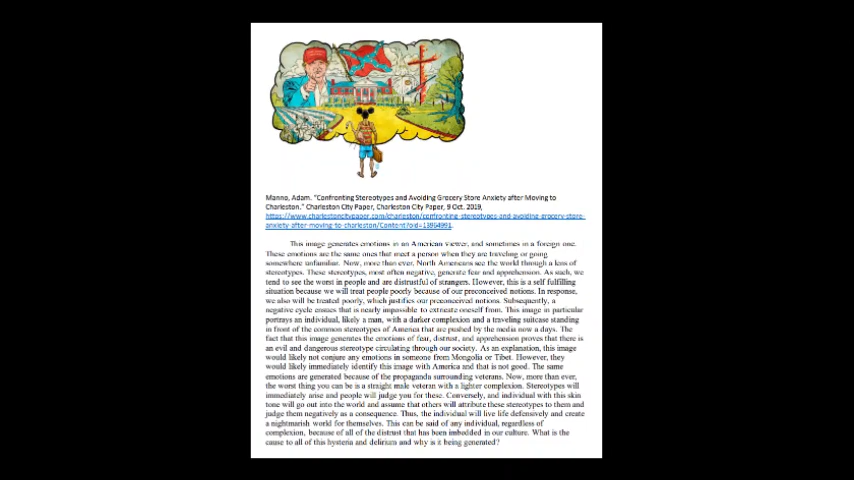 Manno, Adam. "Confronting Stereotypes and Avoiding Grocery Store Anxiety after Moving to
Charleston." Charleston City Paper, Charleston City Paper, 9 Oct. 2019,
https://www.charlestoncitypaper.com/charleston/confronting-stereotypes-and-avoiding-grocery-store-
anxiety-after-moving-to-charleston/Content?oid=13964991.
This image generates emotions in an American viewer, and sometimes in a foreign one.
These emotions are the same ones that meet a person when they are traveling or going
somewhere unfamiliar. Now, more than ever, North Americans see the world through a lens of
stereotypes. These stereotypes, most often negative, generate fear and apprehension. As such, we
tend to see the worst in people and are distrustful of strangers. However, this is a self fulfilling
situation because we will treat people poorly because of our preconceived notions. In response,
we also will be treated poorly, which justifies our preconceived notions. Subsequently, a
negative cycle ensues that is nearly impossible to extricate oneself from. This image in particular
portrays an individual, likely a man, with a darker complexion and a traveling suitcase standing
in front of the common stereotypes of America that are pushed by the media now a days. The
fact that this image generates the emotions of fear, distrust, and apprehension proves that there is
an evil and dangerous stereotype circulating through our society. As an explanation, this image
would likely not conjure any emotions in someone from Mongolia or Tibet. However, they
would likely immediately identify this image with America and that is not good. The same
emotions are generated because of the propaganda surrounding veterans. Now, more than ever,
the worst thing you can be is a straight male veteran with a lighter complexion. Stereotypes will
immediately arise and people will judge you for these. Conversely, and individual with this skin
tone will go out into the world and assume that others will attribute these stereotypes to them and
judge them negatively as a consequence. Thus, the individual will live life defensively and create
a nightmarish world for themselves. This can be said of any individual, regardless of
complexion, because of all of the distrust that has been imbedded in our culture. What is the
cause to all of this hysteria and delirium and why is it being generated?